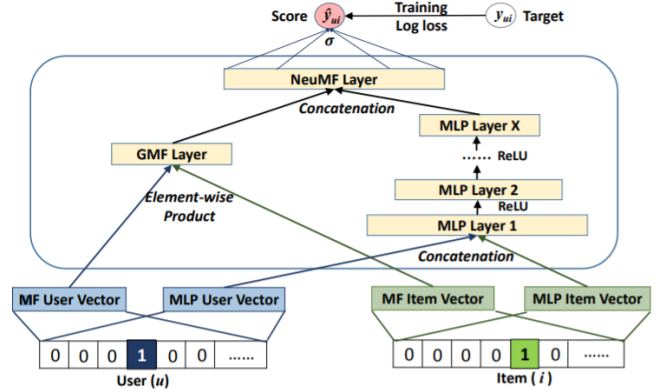 Score ŷui Training yui Target
Log loss
σ
NeuMF Layer
Concatenation
MLP Layer X
GMF Layer
...... ReLU
Element-wise
Product
MLP Layer 2
ReLU
MLP Layer 1
Concatenation
MF User Vector MLP User Vector MF Item Vector MLP Item Vector
0 0 0 1 0 0 ...... 0 0 0 0 1 0 ......
User (u) Item ( i )